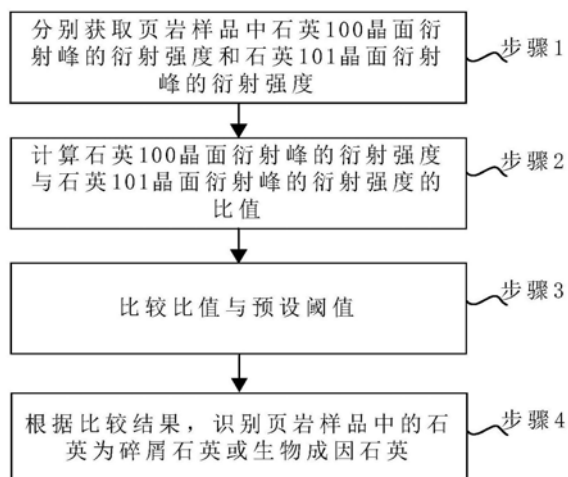 分别获取页岩样品中石英100晶面衍
射峰的衍射强度和石英101晶面衍射
峰的衍射强度
步骤1
计算石英100晶面衍射峰的衍射强度
与石英101晶面衍射峰的衍射强度的
比值
步骤2
比较比值与预设阈值
步骤3
根据比较结果，识别页岩样品中的石
英为碎屑石英或生物成因石英
步骤4